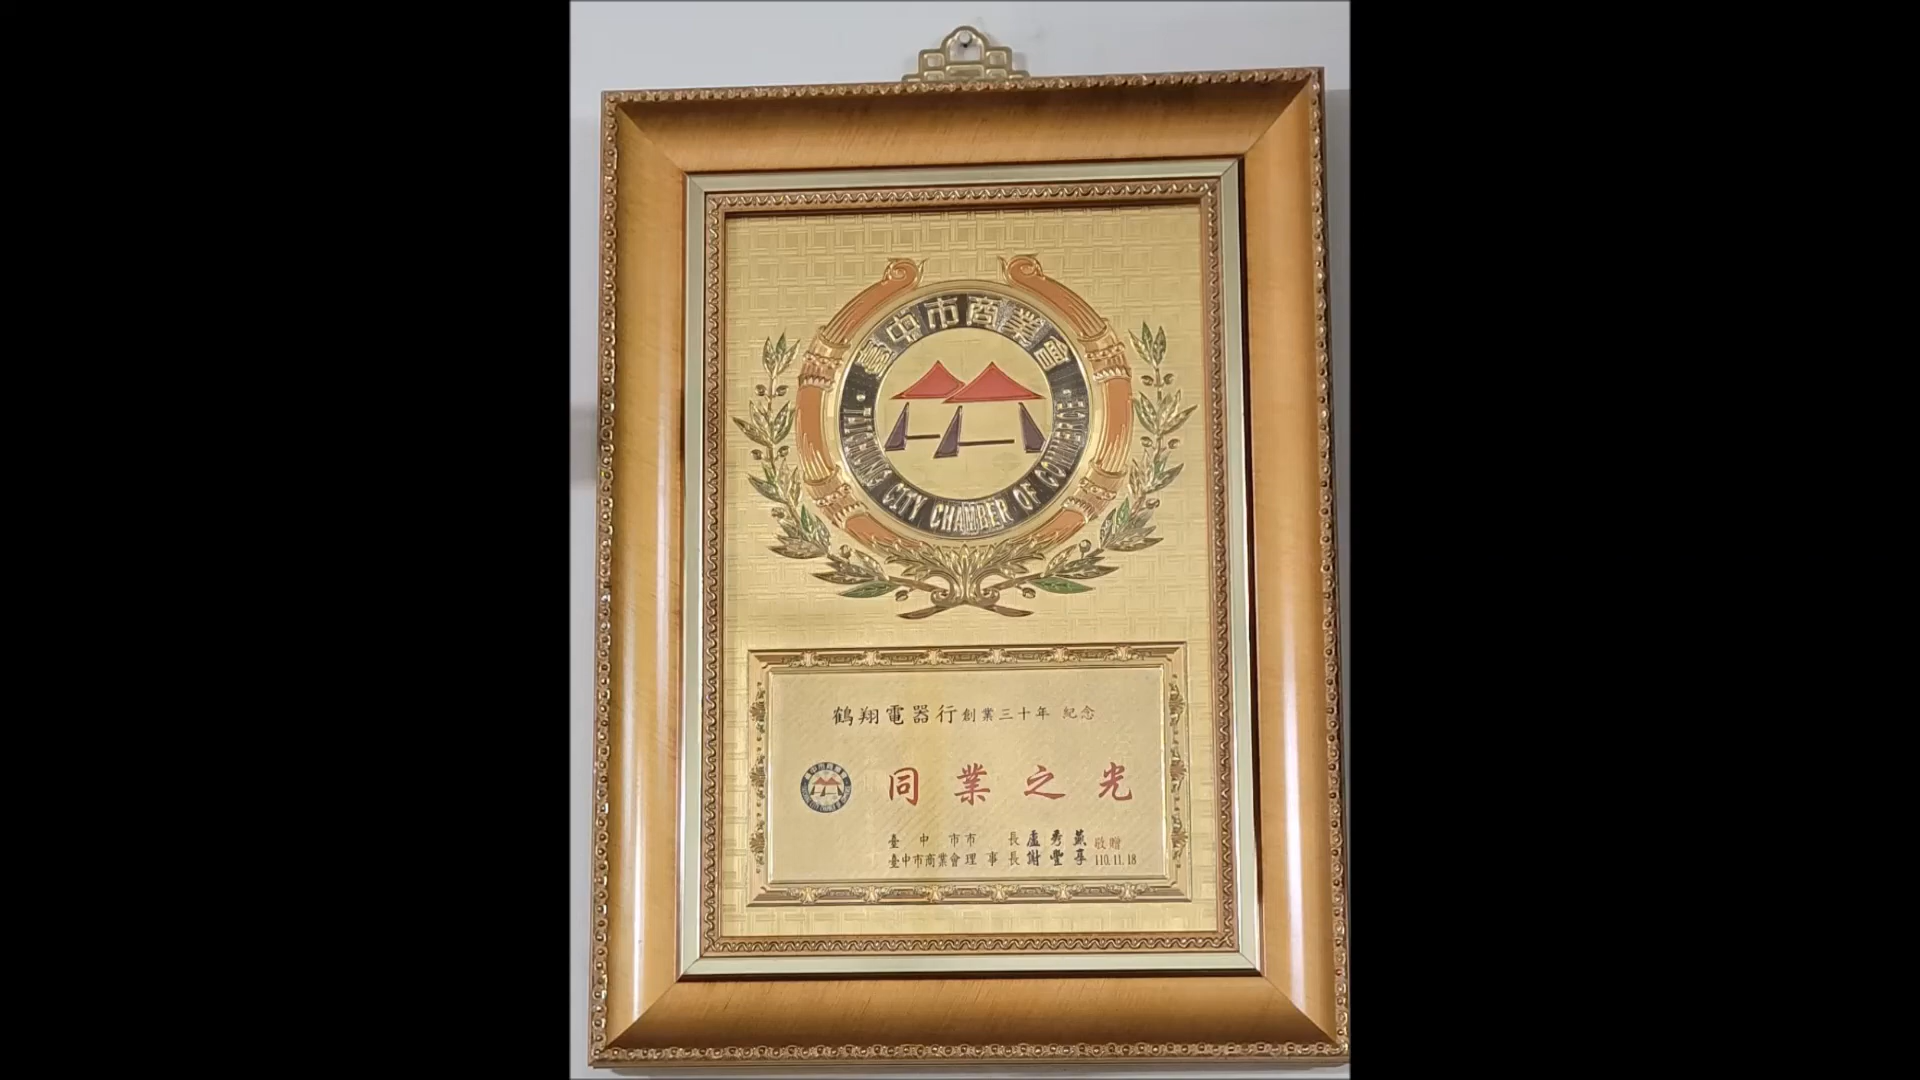 臺中市商業會
TAICHUNG CITY CHAMBER OF COMMERCE
鶴翔電器行創業三十年 紀念
同業之光
臺中市市長盧秀燕 敬贈
臺中市商業會理事長謝豐享 110.11.18